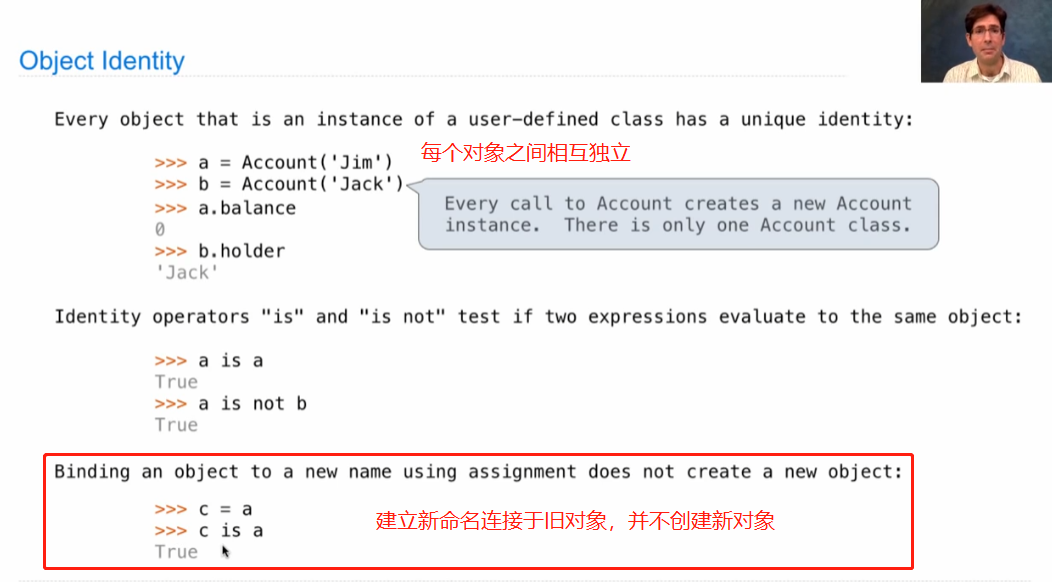 Object Identity
Every object that is an instance of a user-defined class has a unique identity:
>>> a = Account('Jim')
每个对象之间相互独立
>>> b = Account('Jack')
>>> a.balance
0
>>> b.holder
'Jack'
Every call to Account creates a new Account
instance. There is only one Account class.
Identity operators "is" and "is not" test if two expressions evaluate to the same object:
>>> a is a
True
>>> a is not b
True
Binding an object to a new name using assignment does not create a new object:
>>> c = a
>>> c is a
True
建立新命名连接于旧对象，并不创建新对象